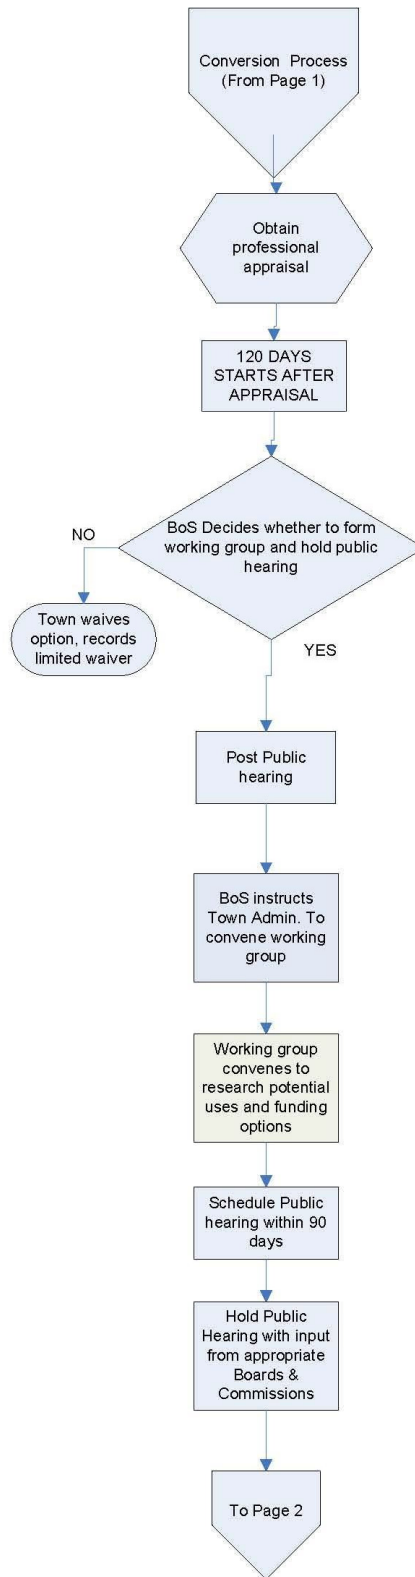 Conversion Process
(From Page 1)
Obtain
professional
appraisal
120 DAYS
STARTS AFTER
APPRAISAL
BoS Decides whether to form
working group and hold public
hearing
NO
Town waives
option, records
limited waiver
YES
Post Public
hearing
BoS instructs
Town Admin. To
convene working
group
Working group
convenes to
research potential
uses and funding
options
Schedule Public
hearing within 90
days
Hold Public
Hearing with input
from appropriate
Boards &
Commissions
To Page 2